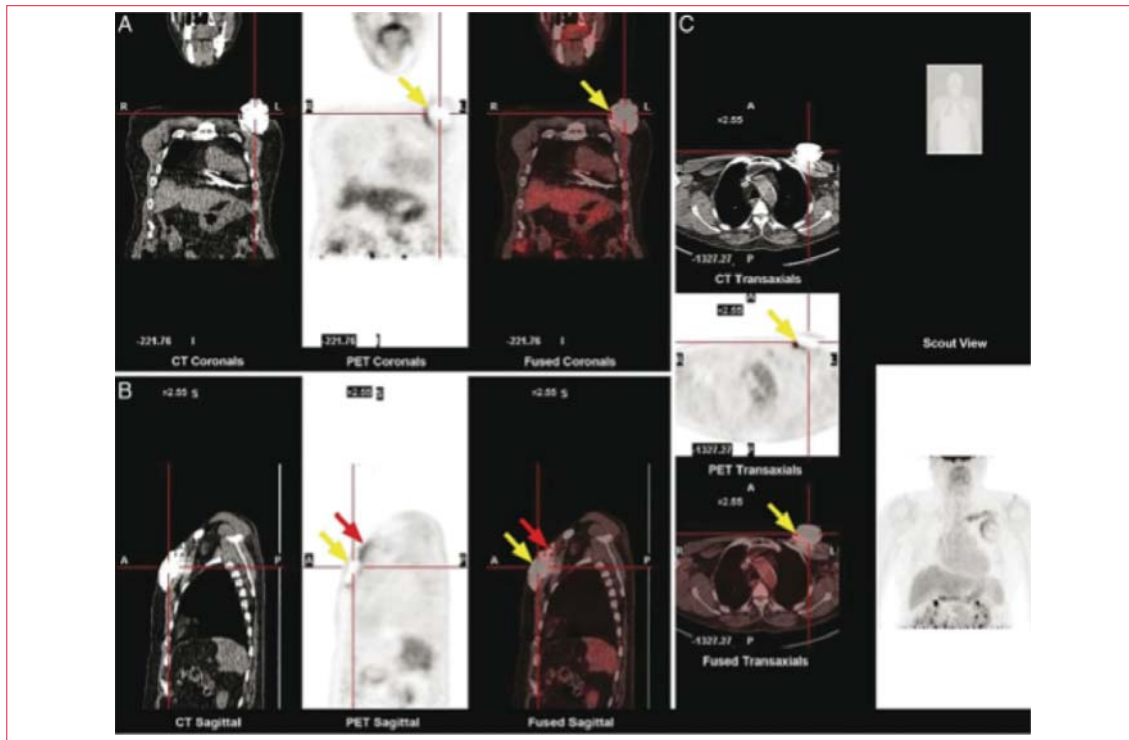 A
R
L
-221.76 I
CT Coronals
-221.76
PET Coronals
R
L
-221.76 I
Fused Coronals
B
×2.55 S
A
P
CT Sagittal
×2.55 S
A
PET Sagittal
×2.55 S
A
P
Fused Sagittal
C
A
×2.55
-1327.27 P
CT Transaxials
A
×2.55
-1327.27 P
PET Transaxials
A
×2.55
R
L
-1327.27 P
Fused Transaxials
Scout View